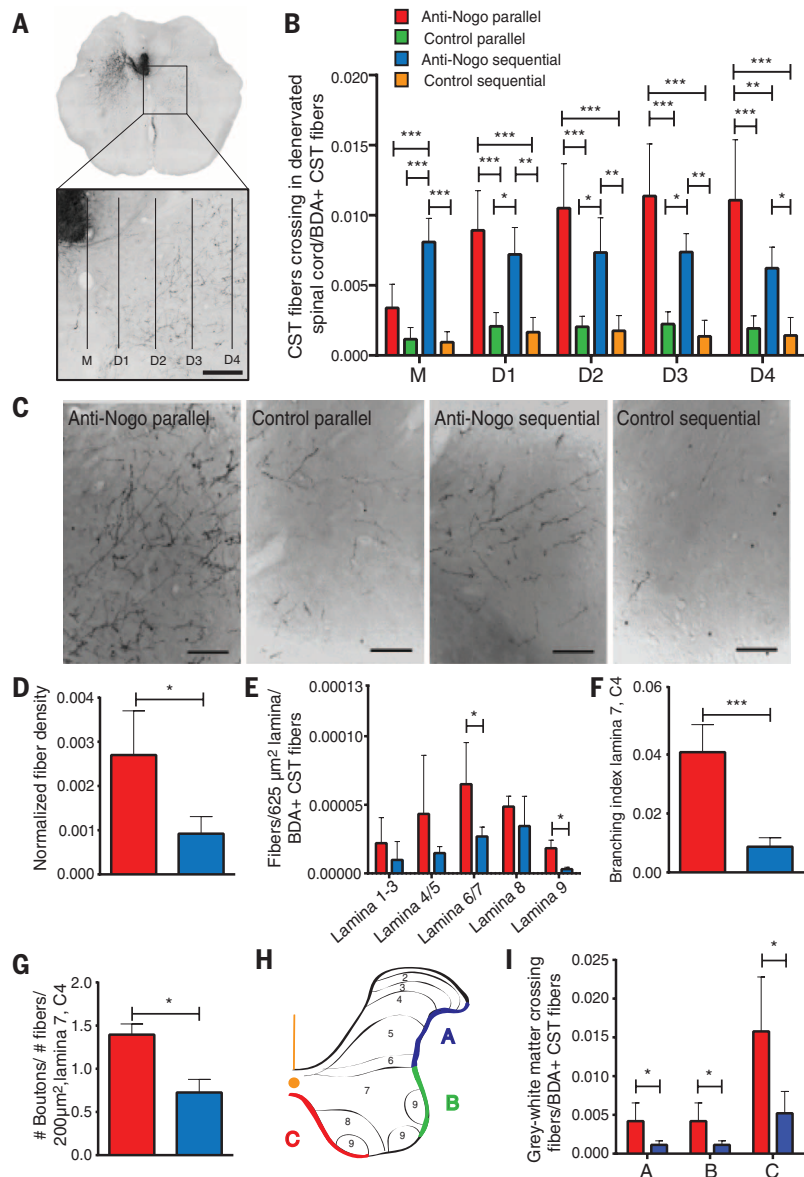 A
M D1 D2 D3 D4
B
Anti-Nogo parallel
Control parallel
Anti-Nogo sequential
Control sequential
CST fibers crossing in denervated
spinal cord/BDA+ CST fibers
0.020
0.015
0.010
0.005
0.000
*** *** *** *** *** ***
*** *** *** *** **
*** *** ** *** ** *** **
*** * * * *
M D1 D2 D3 D4
C
Anti-Nogo parallel Control parallel Anti-Nogo sequential Control sequential
D
Normalized fiber density
0.004
0.003
0.002
0.001
0.000
*
E
Fibers/625 µm² lamina/
BDA+ CST fibers
0.00013
0.00010
0.00005
0.00000
*
*
Lamina 1-3 Lamina 4/5 Lamina 6/7 Lamina 8 Lamina 9
F
Branching index lamina 7, C4
0.06
0.04
0.02
0.00
***
G
# Boutons/ # fibers/
200µm²,lamina 7, C4
2.0
1.5
1.0
0.5
0.0
*
H
2
3
4
5
6
7
8
9
9
9
A
B
C
I
Grey-white matter crossing
fibers/BDA+ CST fibers
0.025
0.020
0.015
0.010
0.005
0.000
* * *
A B C